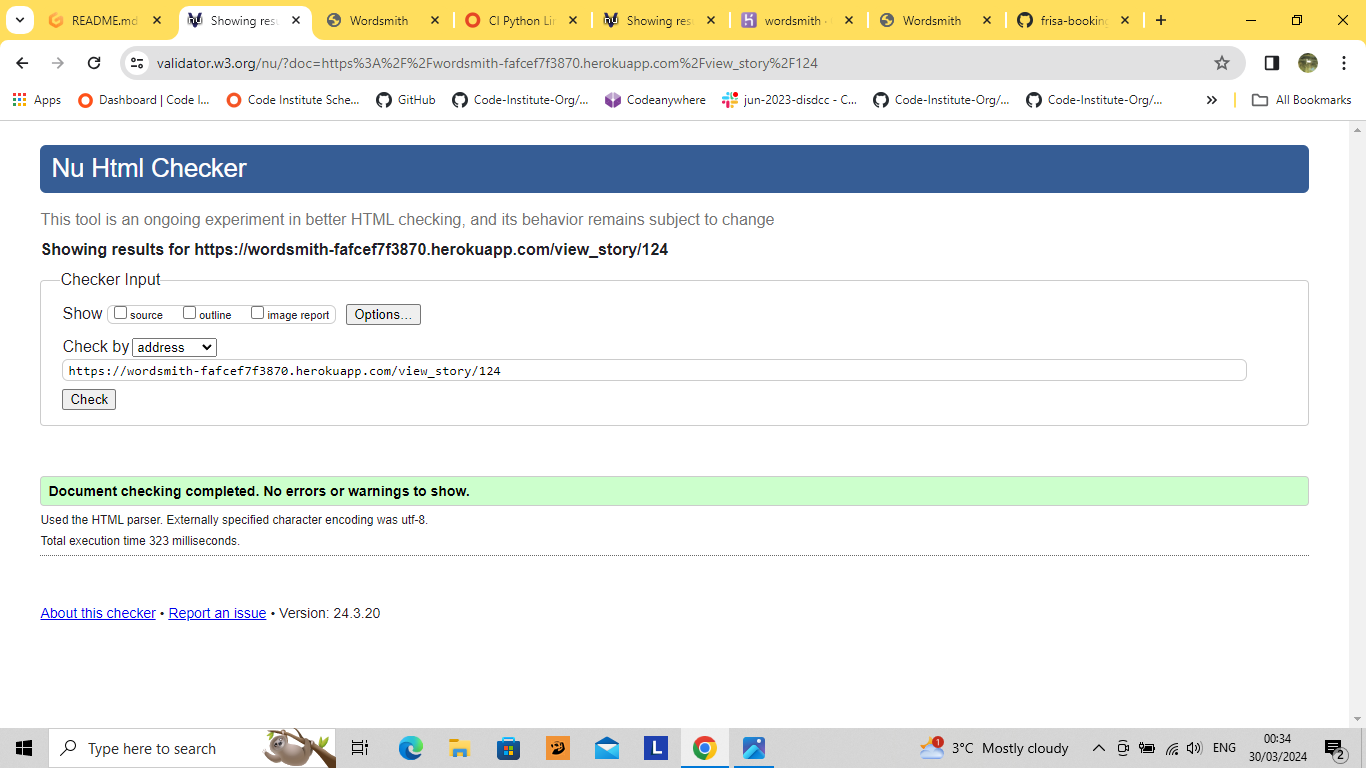 README.md
Showing resu
Wordsmith
CI Python Lin
Showing resu
wordsmith ·
Wordsmith
frisa-booking
validator.w3.org/nu/?doc=https%3A%2F%2Fwordsmith-fafcef7f3870.herokuapp.com%2Fview_story%2F124
Apps
Dashboard | Code I...
Code Institute Sche...
GitHub
Code-Institute-Org/...
Codeanywhere
jun-2023-disdcc - C...
Code-Institute-Org/...
Code-Institute-Org/...
»
All Bookmarks
Nu Html Checker
This tool is an ongoing experiment in better HTML checking, and its behavior remains subject to change
Showing results for https://wordsmith-fafcef7f3870.herokuapp.com/view_story/124
Checker Input
Show source outline image report Options...
Check by address
https://wordsmith-fafcef7f3870.herokuapp.com/view_story/124
Check
Document checking completed. No errors or warnings to show.
Used the HTML parser. Externally specified character encoding was utf-8.
Total execution time 323 milliseconds.
About this checker • Report an issue • Version: 24.3.20
Type here to search
L
1
3°C Mostly cloudy
ENG
00:34
30/03/2024
2